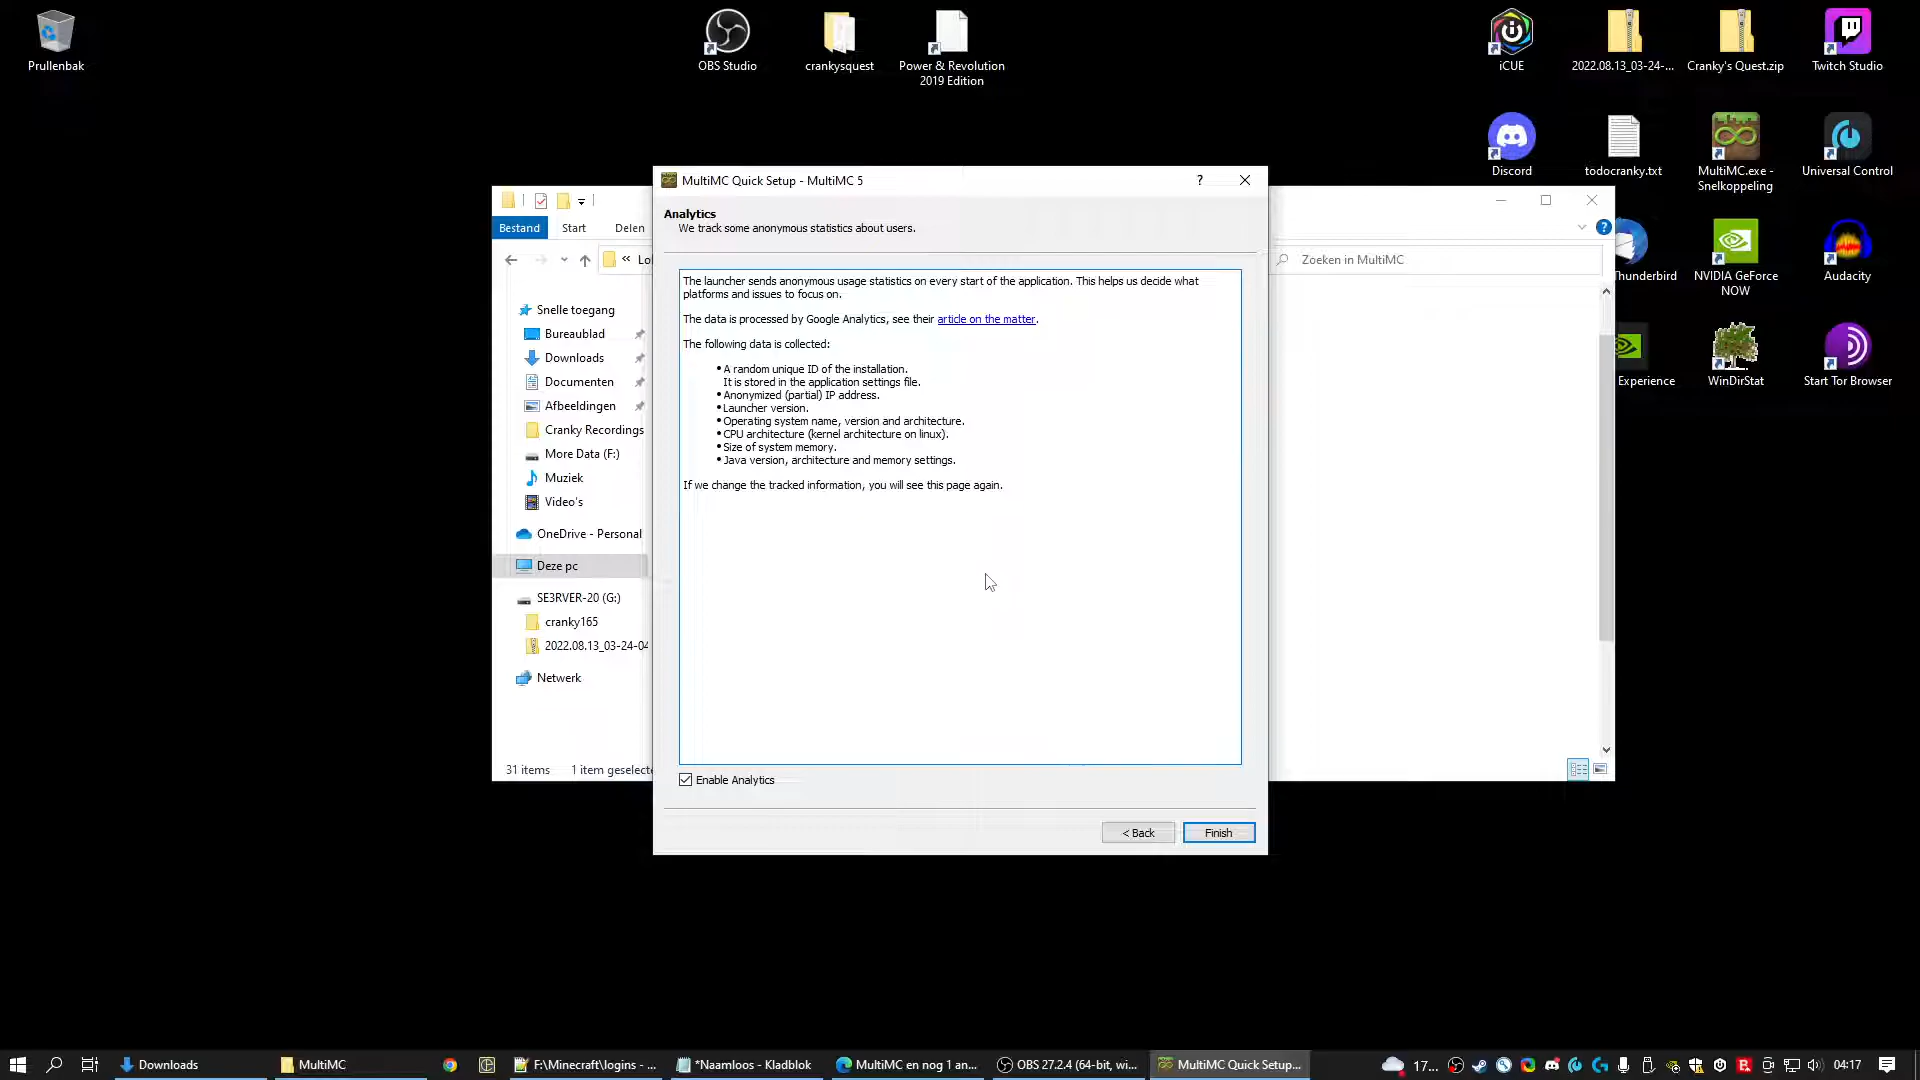 Prullenbak
OBS Studio
crankysquest
Power & Revolution
2019 Edition
iCUE
2022.08.13_03-24-...
Cranky's Quest.zip
Twitch Studio
Discord
todocranky.txt
MultiMC.exe -
Snelkoppeling
Universal Control
Thunderbird
NVIDIA GeForce
NOW
Audacity
Experience
WinDirStat
Start Tor Browser
MultiMC Quick Setup - MultiMC 5
?
Analytics
We track some anonymous statistics about users.
The launcher sends anonymous usage statistics on every start of the application. This helps us decide what
platforms and issues to focus on.
The data is processed by Google Analytics, see their article on the matter.
The following data is collected:
• A random unique ID of the installation.
It is stored in the application settings file.
• Anonymized (partial) IP address.
• Launcher version.
• Operating system name, version and architecture.
• CPU architecture (kernel architecture on linux).
• Size of system memory.
• Java version, architecture and memory settings.
If we change the tracked information, you will see this page again.
Enable Analytics
< Back
Finish
Bestand
Start
Delen
?
« Lo
Zoeken in MultiMC
Snelle toegang
Bureaublad
Downloads
Documenten
Afbeeldingen
Cranky Recordings
More Data (F:)
Muziek
Video's
OneDrive - Personal
Deze pc
SE3RVER-20 (G:)
cranky165
2022.08.13_03-24-04
Netwerk
31 items
1 item geselecte
Downloads
MultiMC
F:\Minecraft\logins - ...
*Naamloos - Kladblok
MultiMC en nog 1 an...
OBS 27.2.4 (64-bit, wi...
MultiMC Quick Setup...
17...
04:17